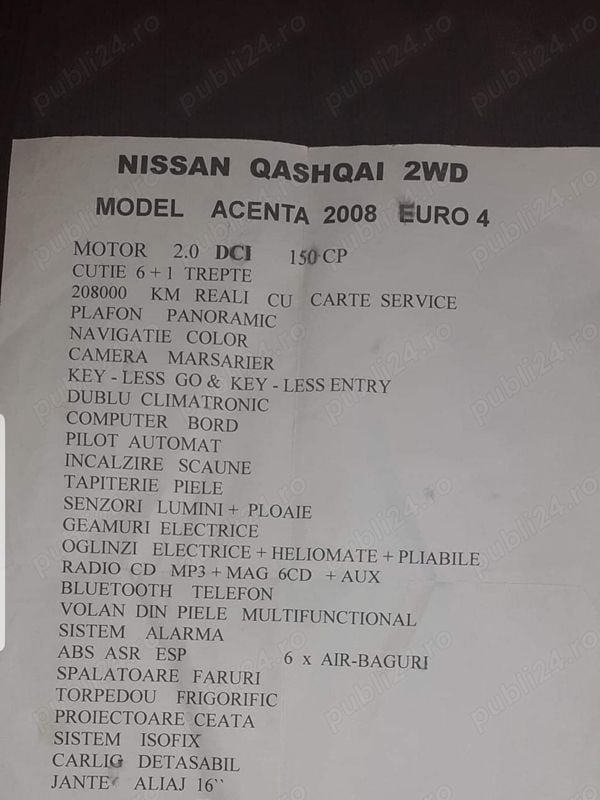 NISSAN QASHQAI 2WD
MODEL ACENTA 2008 EURO 4
MOTOR 2.0 DCI 150 CP
CUTIE 6 + 1 TREPTE
208000 KM REALI CU CARTE SERVICE
PLAFON PANORAMIC
NAVIGATIE COLOR
CAMERA MARSARIER
KEY - LESS GO & KEY - LESS ENTRY
DUBLU CLIMATRONIC
COMPUTER BORD
PILOT AUTOMAT
INCALZIRE SCAUNE
TAPITERIE PIELE
SENZORI LUMINI + PLOAIE
GEAMURI ELECTRICE
OGLINZI ELECTRICE + HELIOMATE + PLIABILE
RADIO CD MP3 + MAG 6CD + AUX
BLUETOOTH TELEFON
VOLAN DIN PIELE MULTIFUNCTIONAL
SISTEM ALARMA
ABS ASR ESP 6 x AIR-BAGURI
SPALATOARE FARURI
TORPEDOU FRIGORIFIC
PROIECTOARE CEATA
SISTEM ISOFIX
CARLIG DETASABIL
JANTE ALIAJ 16``
publi24.ro